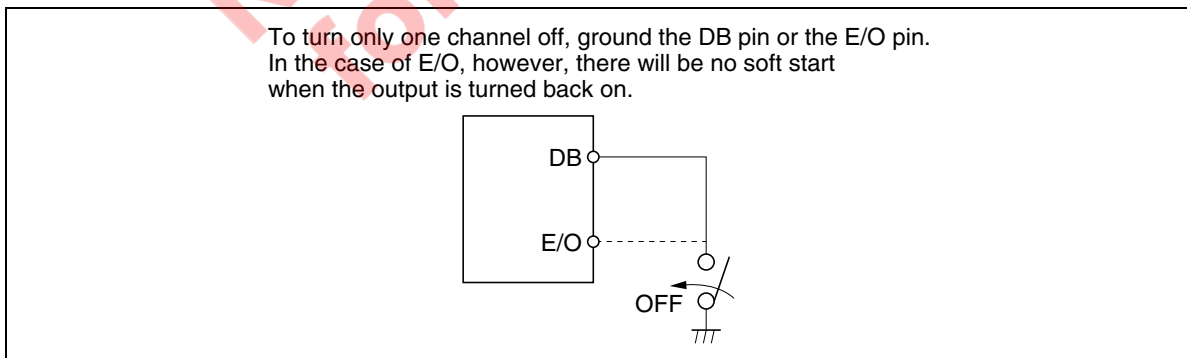 To turn only one channel off, ground the DB pin or the E/O pin.
In the case of E/O, however, there will be no soft start
when the output is turned back on.
DB
E/O
OFF